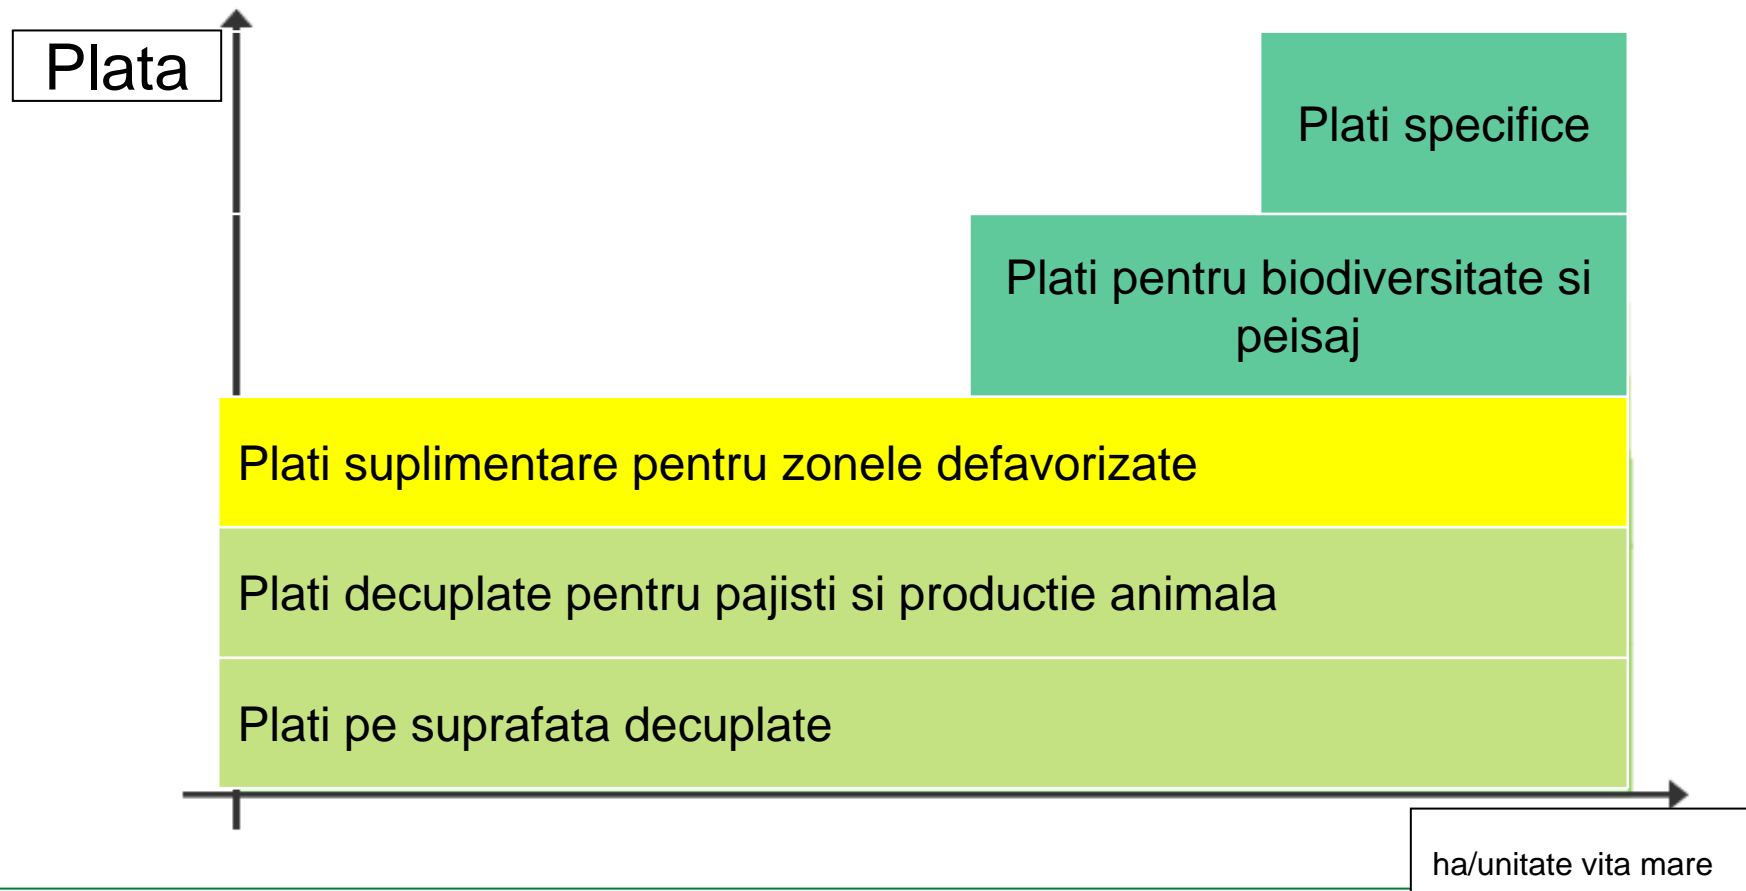 Plata
Plati specifice
Plati pentru biodiversitate si
peisaj
Plati suplimentare pentru zonele defavorizate
Plati decuplate pentru pajisti si productie animala
Plati pe suprafata decuplate
ha/unitate vita mare